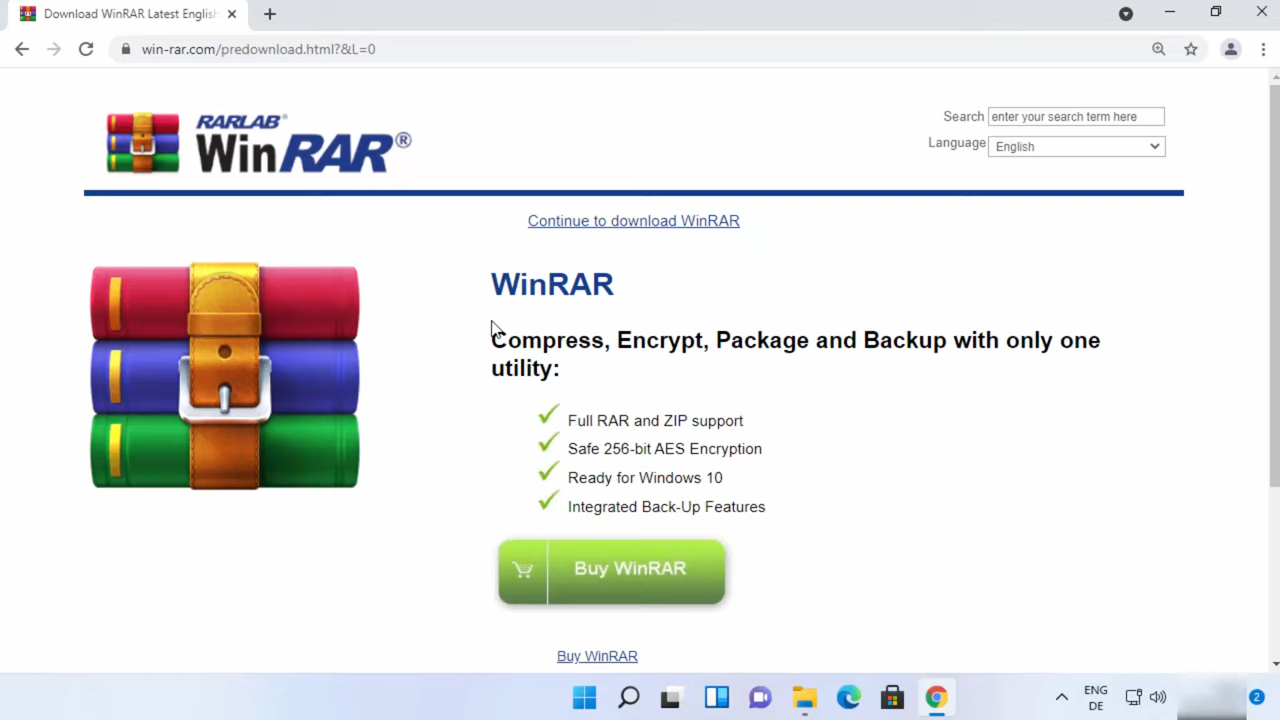 Download WinRAR Latest English
win-rar.com/predownload.html?&L=0
RARLAB®
WinRAR®
Search enter your search term here
Language English
Continue to download WinRAR
WinRAR
Compress, Encrypt, Package and Backup with only one
utility:
Full RAR and ZIP support
Safe 256-bit AES Encryption
Ready for Windows 10
Integrated Back-Up Features
Buy WinRAR
Buy WinRAR
ENG
DE
2